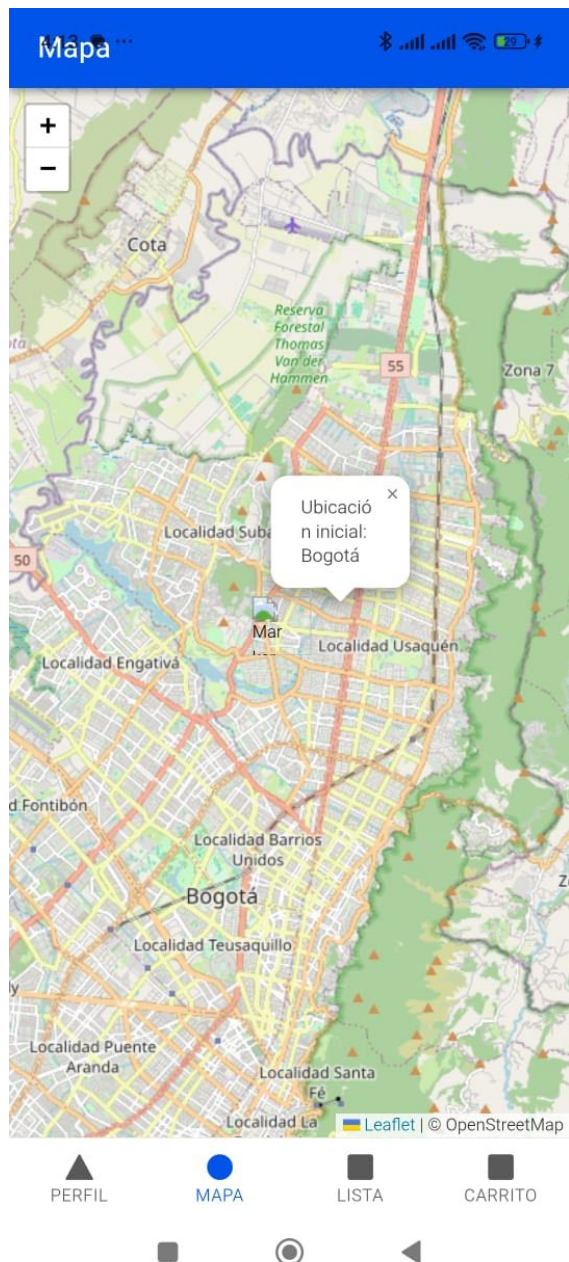 Mapa
29
+
−
Cota
Reserva
Forestal
Thomas
Van der
Hammen
55
Zona 7
Ubicació
n inicial:
Bogotá
×
Localidad Suba
50
Mar
Localidad Usaquén
Localidad Engativá
d Fontibón
Localidad Barrios
Unidos
Bogotá
Localidad Teusaquillo
Localidad Puente
Aranda
Localidad Santa
Fé
Localidad La
Leaflet | © OpenStreetMap
PERFIL
MAPA
LISTA
CARRITO